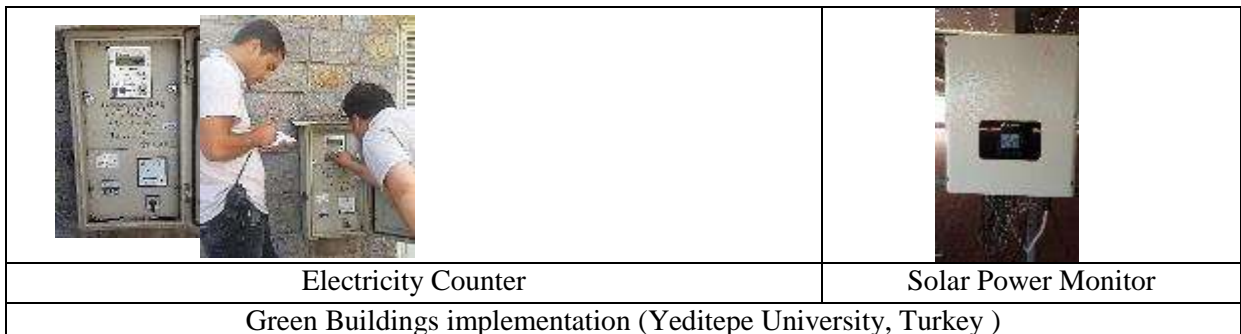 Electricity Counter
Solar Power Monitor
Green Buildings implementation (Yeditepe University, Turkey )